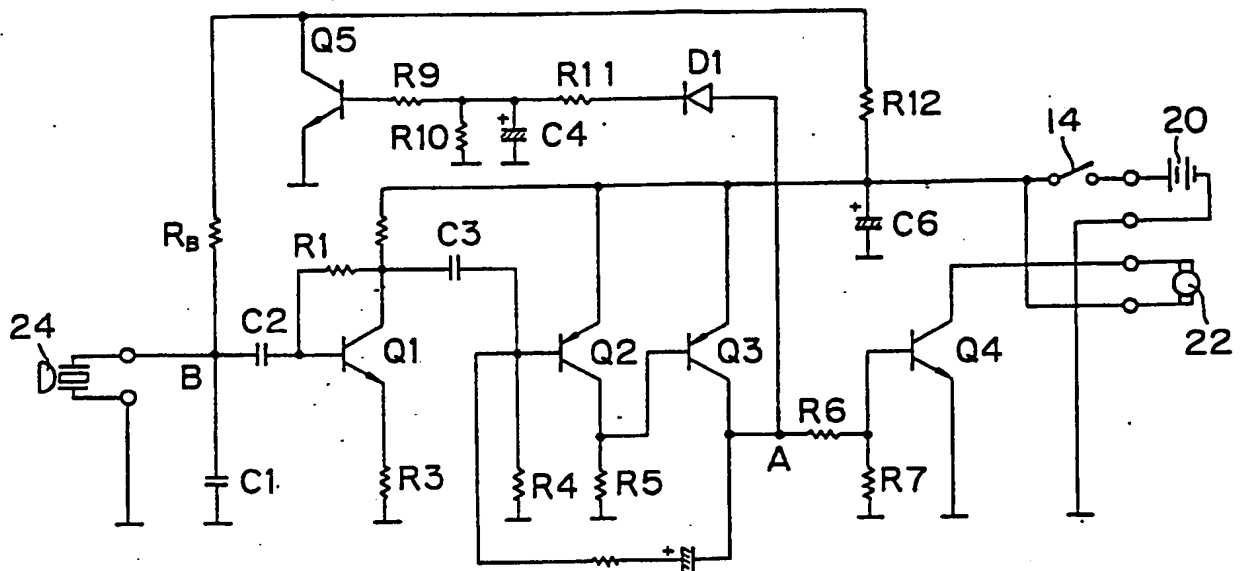 Q5
R9
R11
D1
R12
R10
+
C4
14
20
RB
R1
C3
+
C6
24
C2
Q1
Q2
Q3
Q4
22
B
R6
A
C1
R3
R4
R5
R7
+